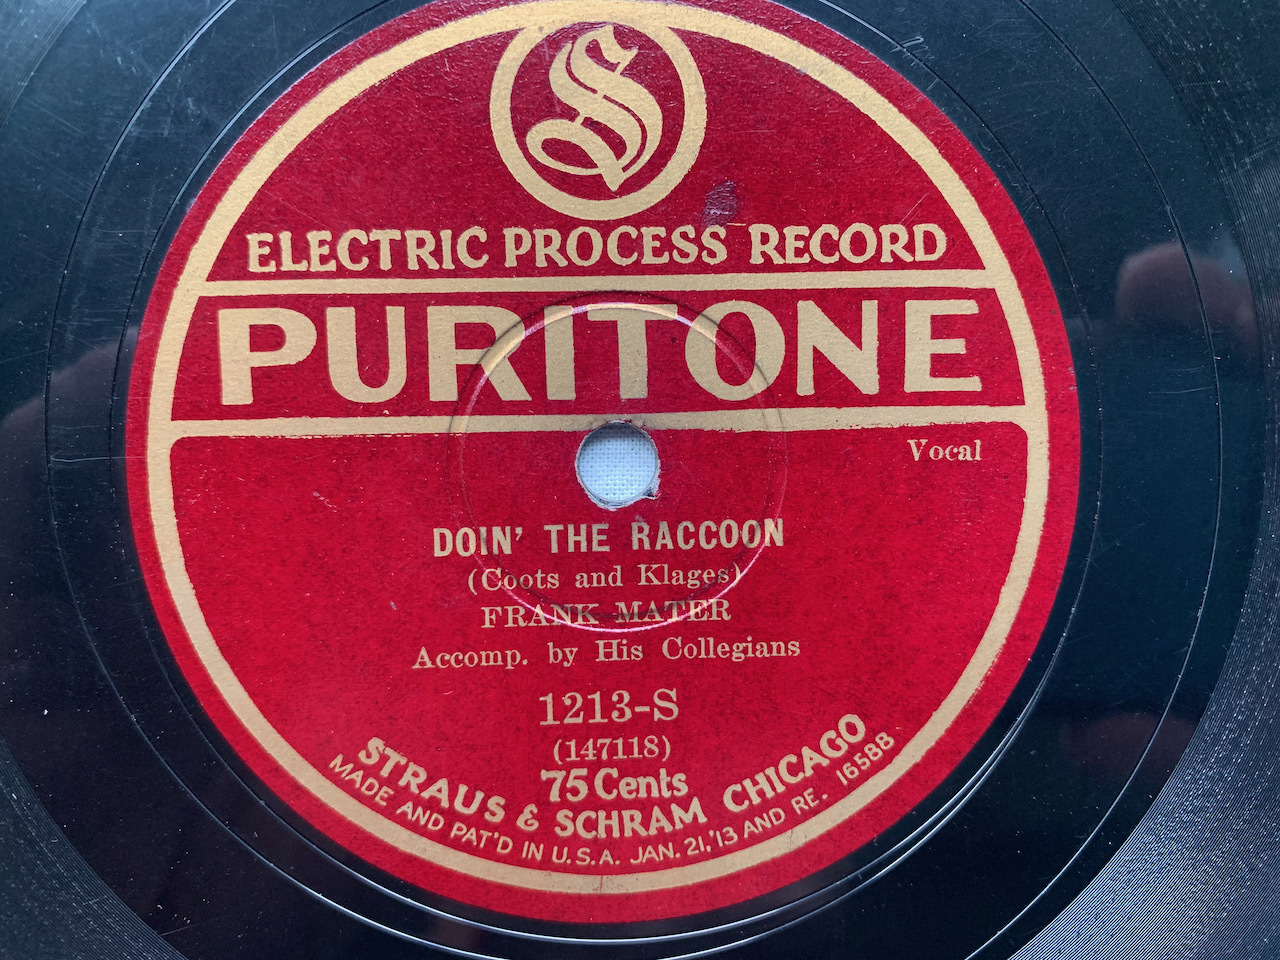 S
ELECTRIC PROCESS RECORD
PURITONE
Vocal
DOIN' THE RACCOON
(Coots and Klages)
FRANK MATER
Accomp. by His Collegians
1213-S
(147118)
75 Cents
STRAUS & SCHRAM CHICAGO
MADE AND PAT'D IN U.S.A. JAN. 21,'13 AND RE. 16588